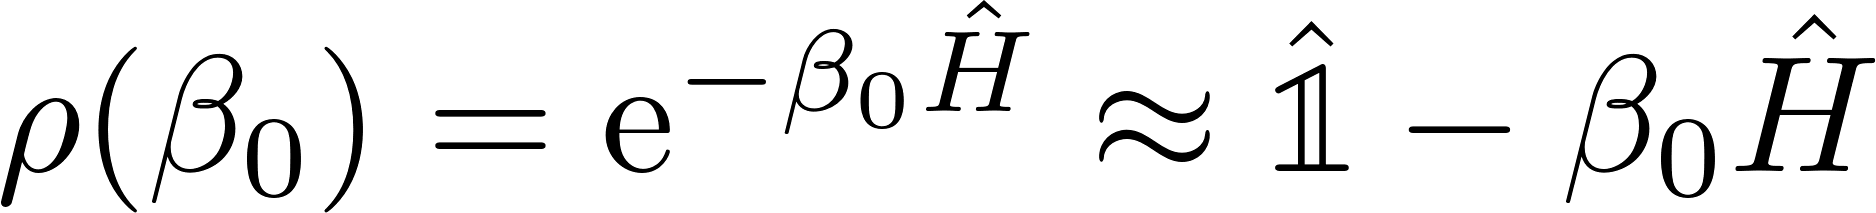 ρ(β₀) = e^{−β₀Ĥ} ≈ 𝟙̂ − β₀Ĥ